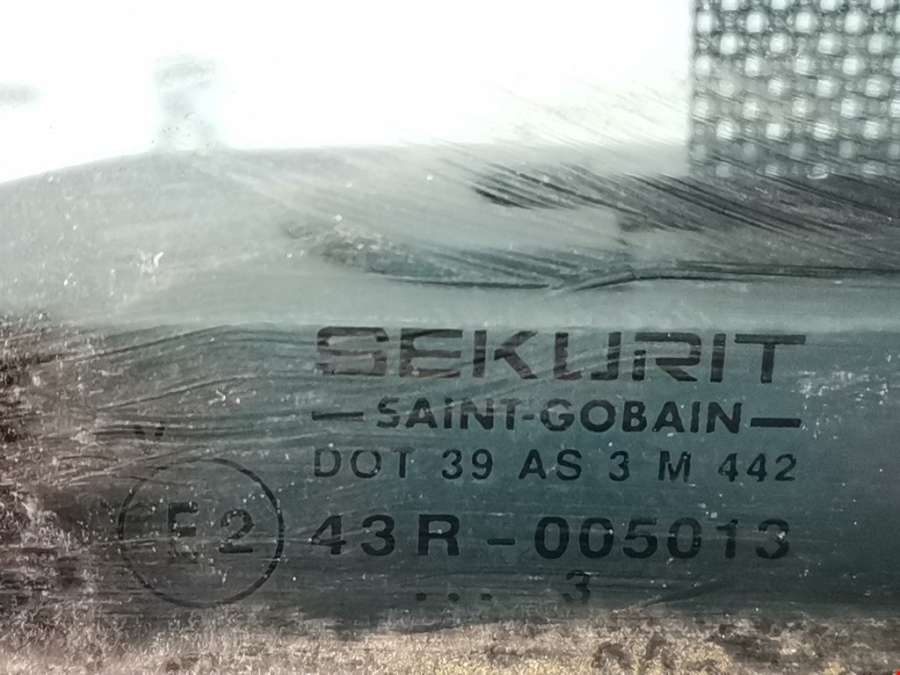 SEKURIT
—SAINT-GOBAIN—
DOT 39 AS 3 M 442
E2 43R - 005013
... 3